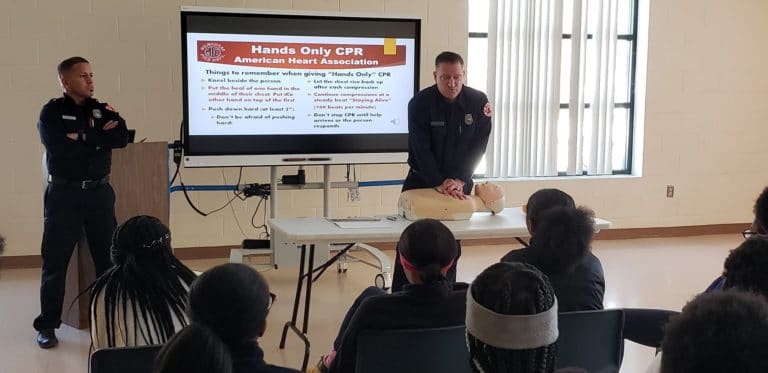 Hands Only CPR
American Heart Association
Things to remember when giving "Hands Only" CPR
• Kneel beside the person
• Put the heal of one hand in the
middle of their chest. Put the
other hand on top of the first
• Push down hard (at least 2"):
• Don't be afraid of pushing
hard:
• Let the chest rise back up
after each compression
• Continue compressions at a
steady beat "Staying Alive"
beats per minute)
• Don't stop CPR until help
arrives or the person
responds